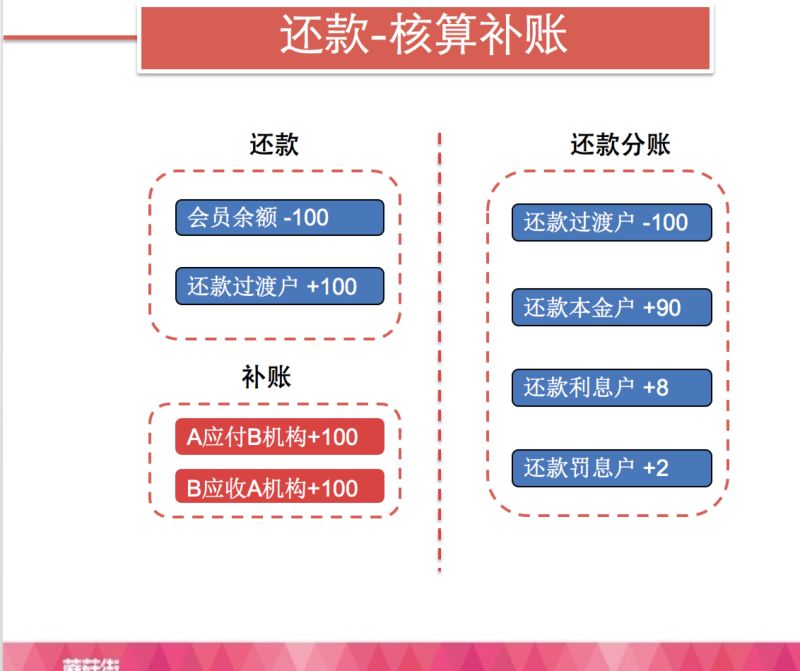 还款-核算补账
还款
会员余额 -100
还款过渡户 +100
补账
A应付B机构+100
B应收A机构+100
还款分账
还款过渡户 -100
还款本金户 +90
还款利息户 +8
还款罚息户 +2
蘑菇街